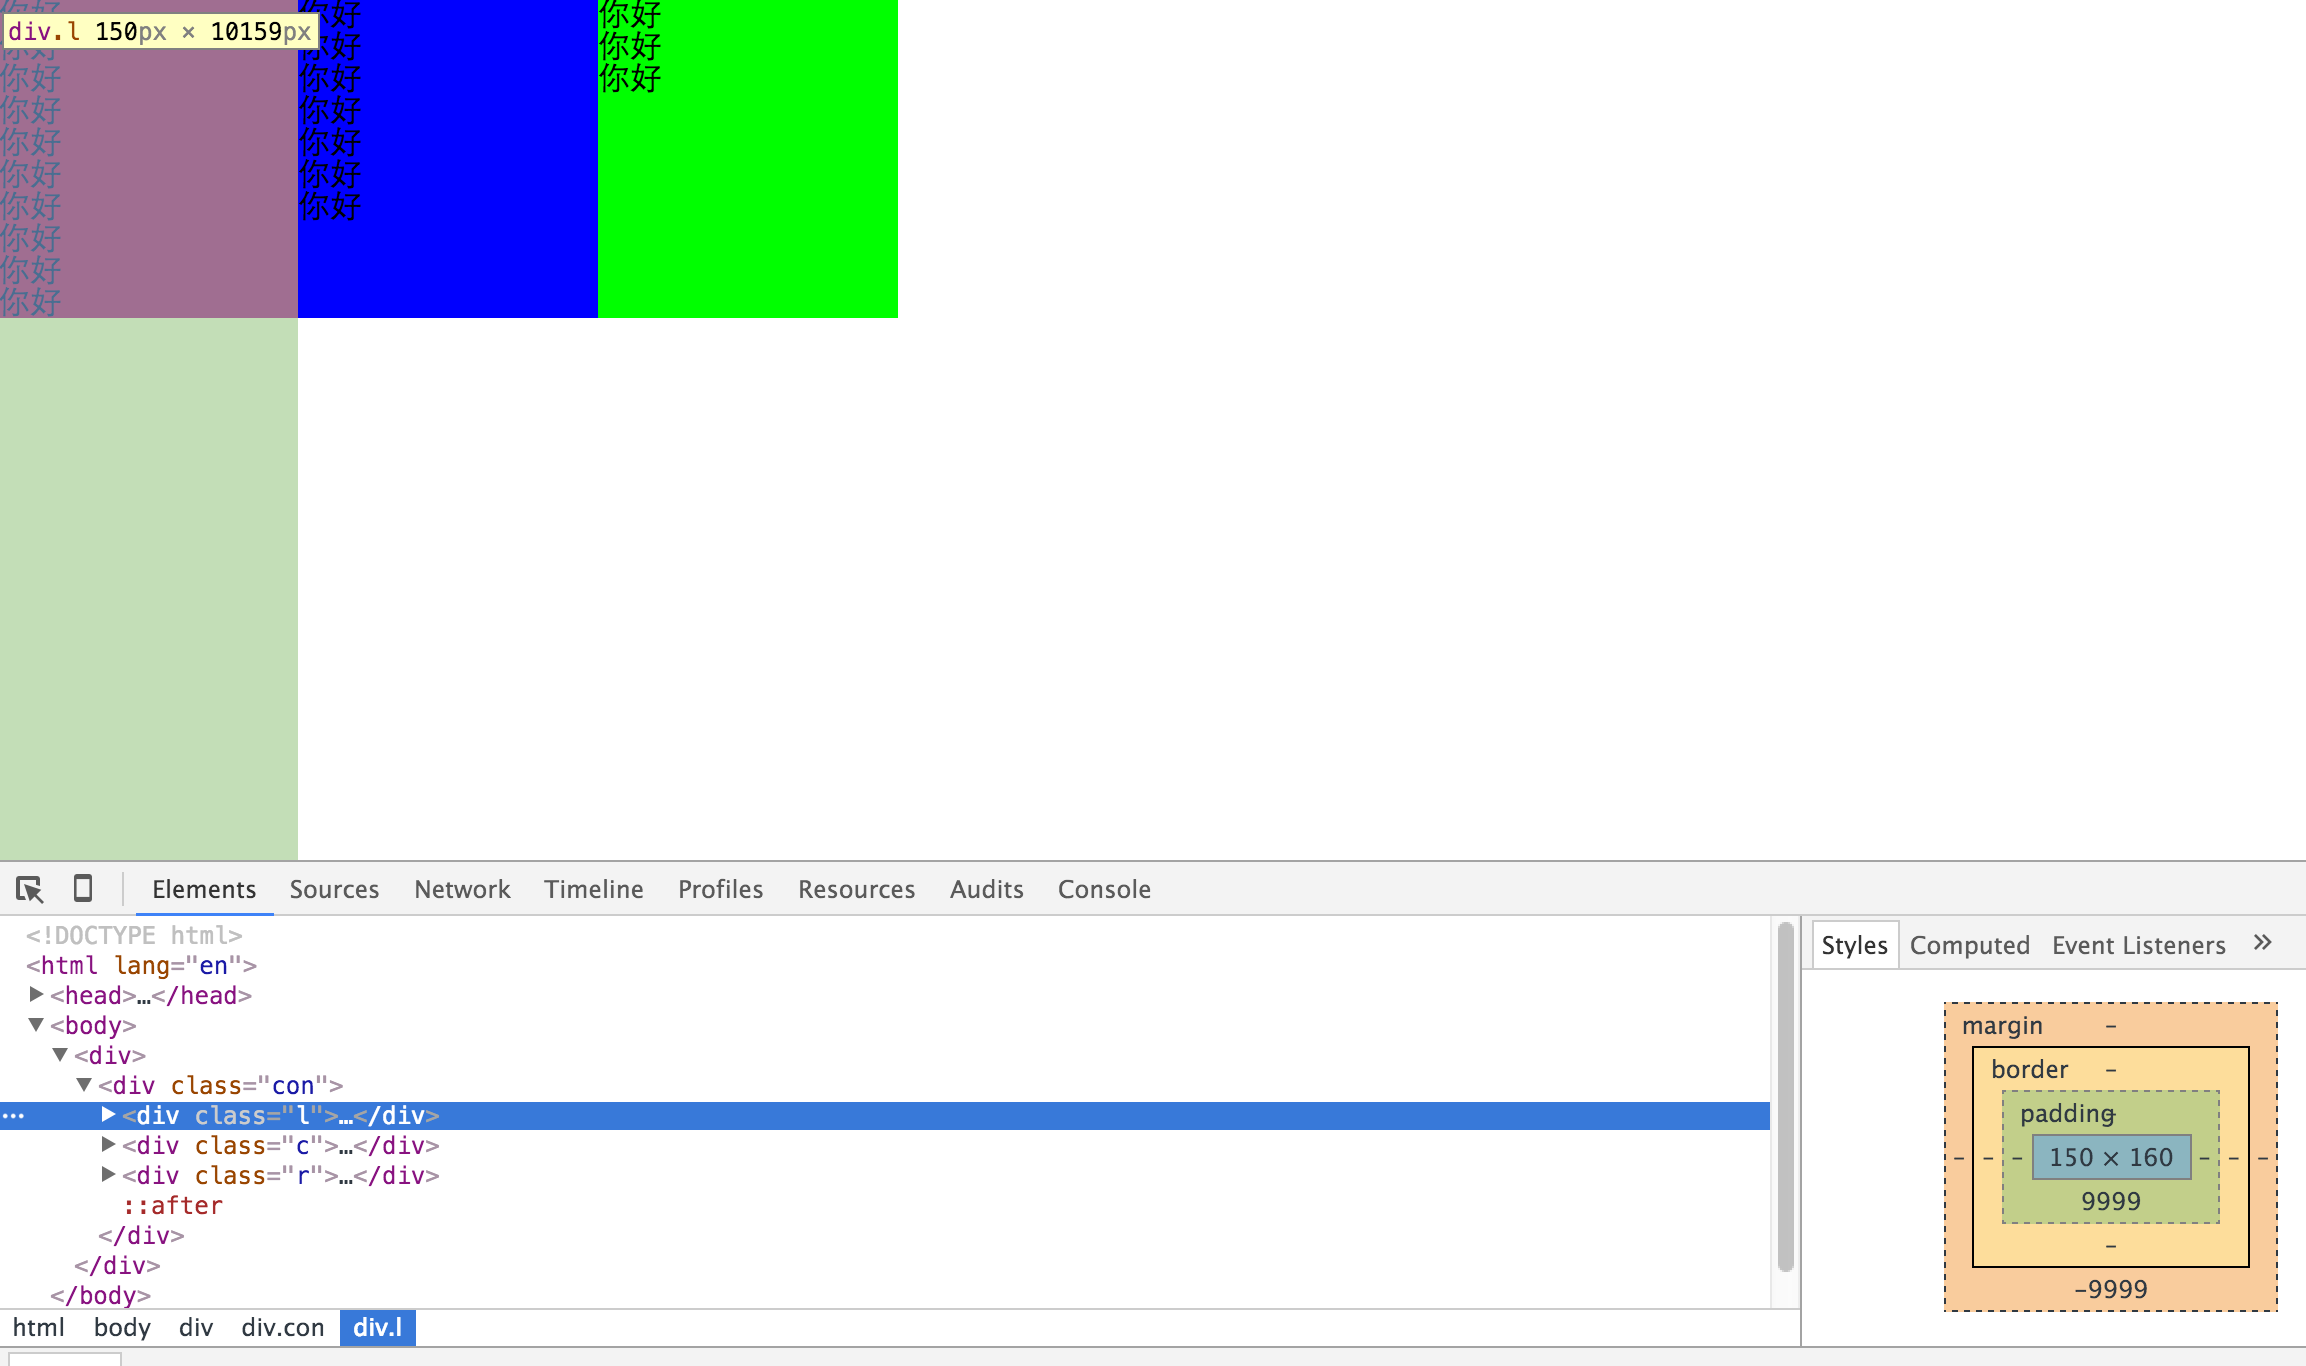 你好 你好 你好
div.l 150px × 10159px
你好 你好 你好
你好 你好 你好
你好 你好
你好 你好
你好 你好
你好 你好
你好
你好
你好
Elements Sources Network Timeline Profiles Resources Audits Console
<!DOCTYPE html>
<html lang="en">
<head>…</head>
<body>
<div>
<div class="con">
<div class="l">…</div>
<div class="c">…</div>
<div class="r">…</div>
::after
</div>
</div>
</body>
html body div div.con div.l
Styles Computed Event Listeners »
margin –
border –
padding –
– – – 150 × 160 – – –
9999
–
-9999